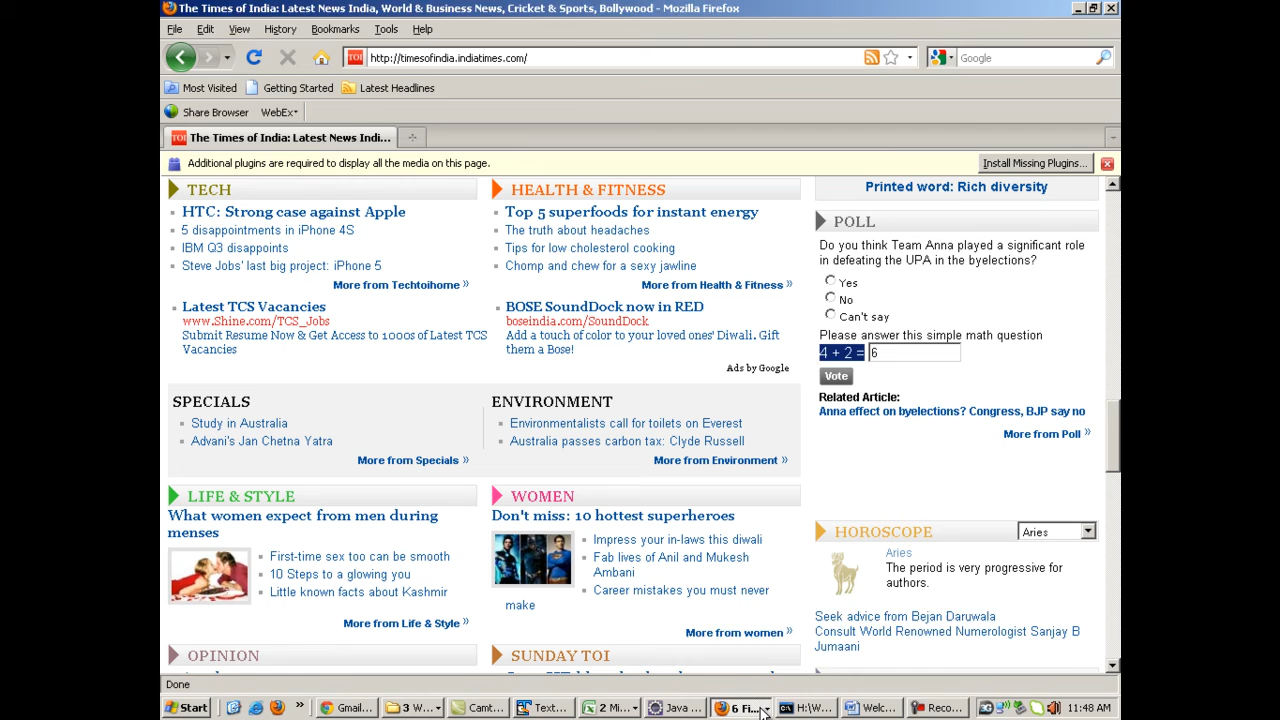 The Times of India: Latest News India, World & Business News, Cricket & Sports, Bollywood - Mozilla Firefox
File Edit View History Bookmarks Tools Help
http://timesofindia.indiatimes.com/
Google
Most Visited Getting Started Latest Headlines
Share Browser WebEx
TOI The Times of India: Latest News Indi...
Additional plugins are required to display all the media on this page.
Install Missing Plugins...
TECH
HTC: Strong case against Apple
5 disappointments in iPhone 4S
IBM Q3 disappoints
Steve Jobs' last big project: iPhone 5
More from Techtoihome »
Latest TCS Vacancies
www.Shine.com/TCS_Jobs
Submit Resume Now & Get Access to 1000s of Latest TCS
Vacancies
HEALTH & FITNESS
Top 5 superfoods for instant energy
The truth about headaches
Tips for low cholesterol cooking
Chomp and chew for a sexy jawline
More from Health & Fitness »
BOSE SoundDock now in RED
boseindia.com/SoundDock
Add a touch of color to your loved ones' Diwali. Gift
them a Bose!
Ads by Google
SPECIALS
Study in Australia
Advani's Jan Chetna Yatra
More from Specials »
ENVIRONMENT
Environmentalists call for toilets on Everest
Australia passes carbon tax: Clyde Russell
More from Environment »
LIFE & STYLE
What women expect from men during
menses
First-time sex too can be smooth
10 Steps to a glowing you
Little known facts about Kashmir
More from Life & Style »
WOMEN
Don't miss: 10 hottest superheroes
Impress your in-laws this diwali
Fab lives of Anil and Mukesh
Ambani
Career mistakes you must never
make
More from women »
OPINION
SUNDAY TOI
Printed word: Rich diversity
POLL
Do you think Team Anna played a significant role
in defeating the UPA in the byelections?
Yes
No
Can't say
Please answer this simple math question
4 + 2 = 6
Vote
Related Article:
Anna effect on byelections? Congress, BJP say no
More from Poll »
HOROSCOPE Aries
Aries
The period is very progressive for
authors.
Seek advice from Bejan Daruwala
Consult World Renowned Numerologist Sanjay B
Jumaani
Done
Start » Gmail... 3 W... Camt... Text... 2 Mi... Java ... 6 Fi... H:\W... Welc... Reco... 11:48 AM